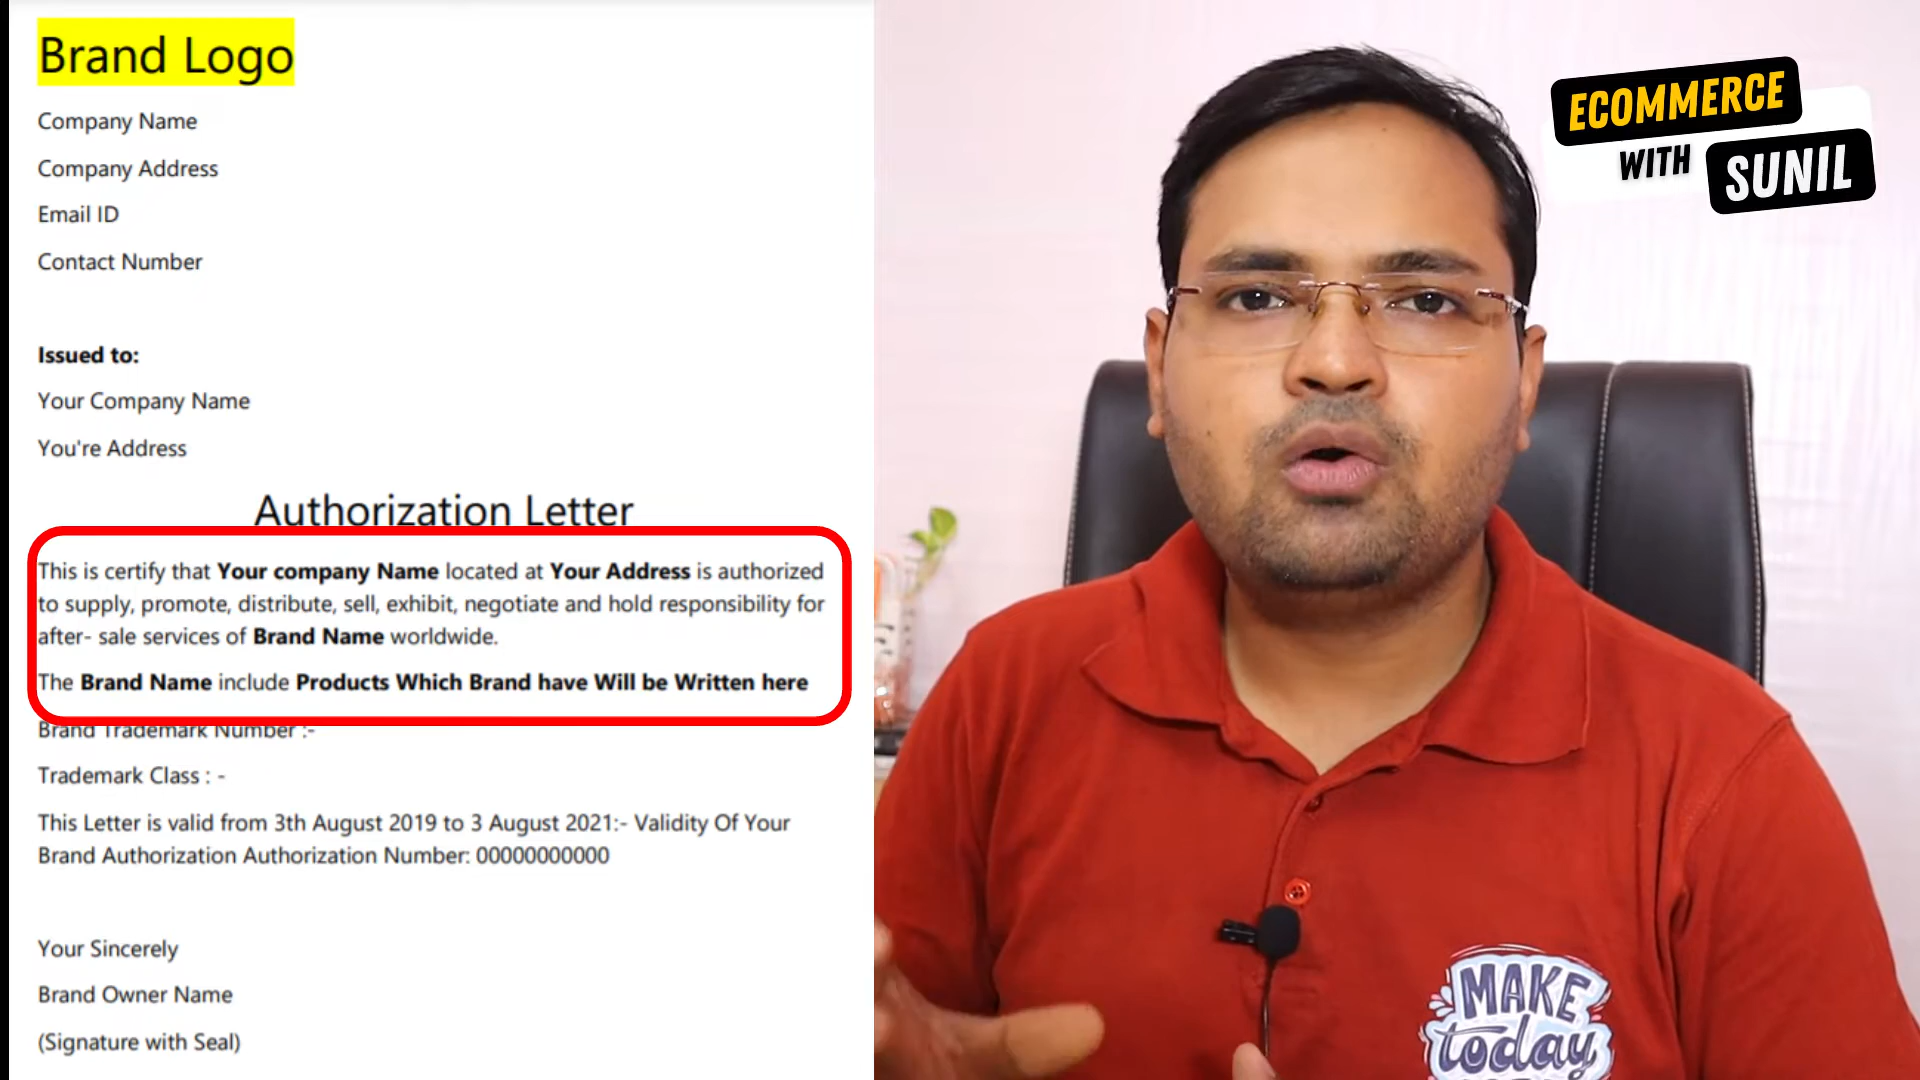 Brand Logo
Company Name
Company Address
Email ID
Contact Number
Issued to:
Your Company Name
You're Address
Authorization Letter
This is certify that Your company Name located at Your Address is authorized
to supply, promote, distribute, sell, exhibit, negotiate and hold responsibility for
after- sale services of Brand Name worldwide.
The Brand Name include Products Which Brand have Will be Written here
Brand Trademark Number :-
Trademark Class : -
This Letter is valid from 3th August 2019 to 3 August 2021:- Validity Of Your
Brand Authorization Authorization Number: 00000000000
Your Sincerely
Brand Owner Name
(Signature with Seal)
ECOMMERCE
WITH SUNIL
MAKE
today